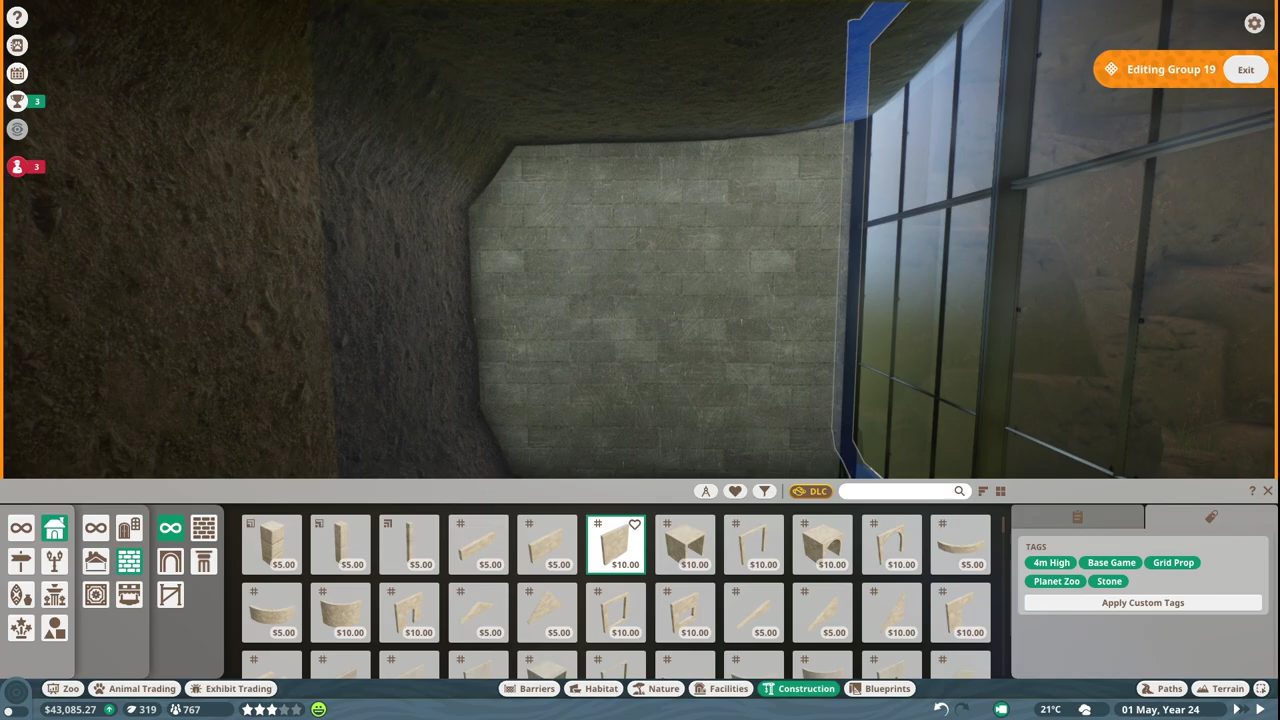 ?
Editing Group 19
Exit
3
3
DLC
? ×
$5.00 $5.00 $5.00 $5.00 $5.00 $10.00 $10.00 $10.00 $10.00 $10.00 $5.00
$5.00 $10.00 $10.00 $5.00 $5.00 $10.00 $10.00 $5.00 $5.00 $5.00 $10.00
TAGS
4m High Base Game Grid Prop
Planet Zoo Stone
Apply Custom Tags
Zoo Animal Trading Exhibit Trading Barriers Habitat Nature Facilities Construction Blueprints Paths Terrain
$43,085.27 319 767 21°C 01 May, Year 24